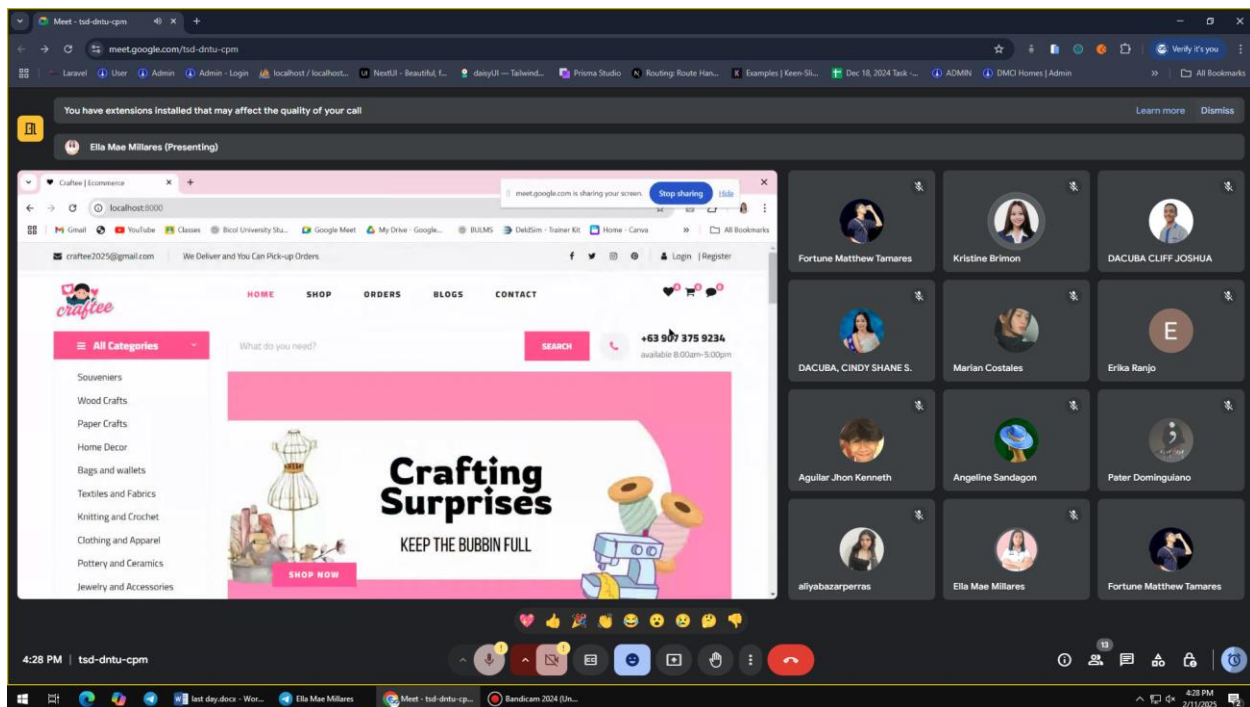 Meet - tsd-dntu-cpm
meet.google.com/tsd-dntu-cpm
Verify it's you
Laravel User Admin Admin - Login localhost / localhost... NextUI - Beautiful, f... daisyUI — Tailwind... Prisma Studio Routing: Route Han... Examples | Keen-Sli... Dec 18, 2024 Task -... ADMIN DMCI Homes | Admin All Bookmarks
You have extensions installed that may affect the quality of your call Learn more Dismiss
Ella Mae Millares (Presenting)
Craftee | Ecommerce
meet.google.com is sharing your screen. Stop sharing Hide
localhost:8000
Gmail YouTube Classes Bicol University Stu... Google Meet My Drive - Google... BULMS DeldSim - Trainer Kit Home - Canva All Bookmarks
craftee2025@gmail.com We Deliver and You Can Pick-up Orders. Login | Register
craftee
HOME SHOP ORDERS BLOGS CONTACT
0 0 0
All Categories
What do you need? SEARCH
+63 907 375 9234
available 8:00am-5:00pm
Souveniers
Wood Crafts
Paper Crafts
Home Decor
Bags and wallets
Textiles and Fabrics
Knitting and Crochet
Clothing and Apparel
Pottery and Ceramics
Jewelry and Accessories
Crafting
Surprises
KEEP THE BUBBIN FULL
SHOP NOW
Fortune Matthew Tamares
Kristine Brimon
DACUBA CLIFF JOSHUA
DACUBA, CINDY SHANE S.
Marian Costales
E
Erika Ranjo
Aguilar Jhon Kenneth
Angeline Sandagon
Pater Dominguiano
aliyabazarperras
Ella Mae Millares
Fortune Matthew Tamares
4:28 PM | tsd-dntu-cpm
13
last day.docx - Wor... Ella Mae Millares Meet - tsd-dntu-cp... Bandicam 2024 (Un...
4:28 PM
2/11/2025